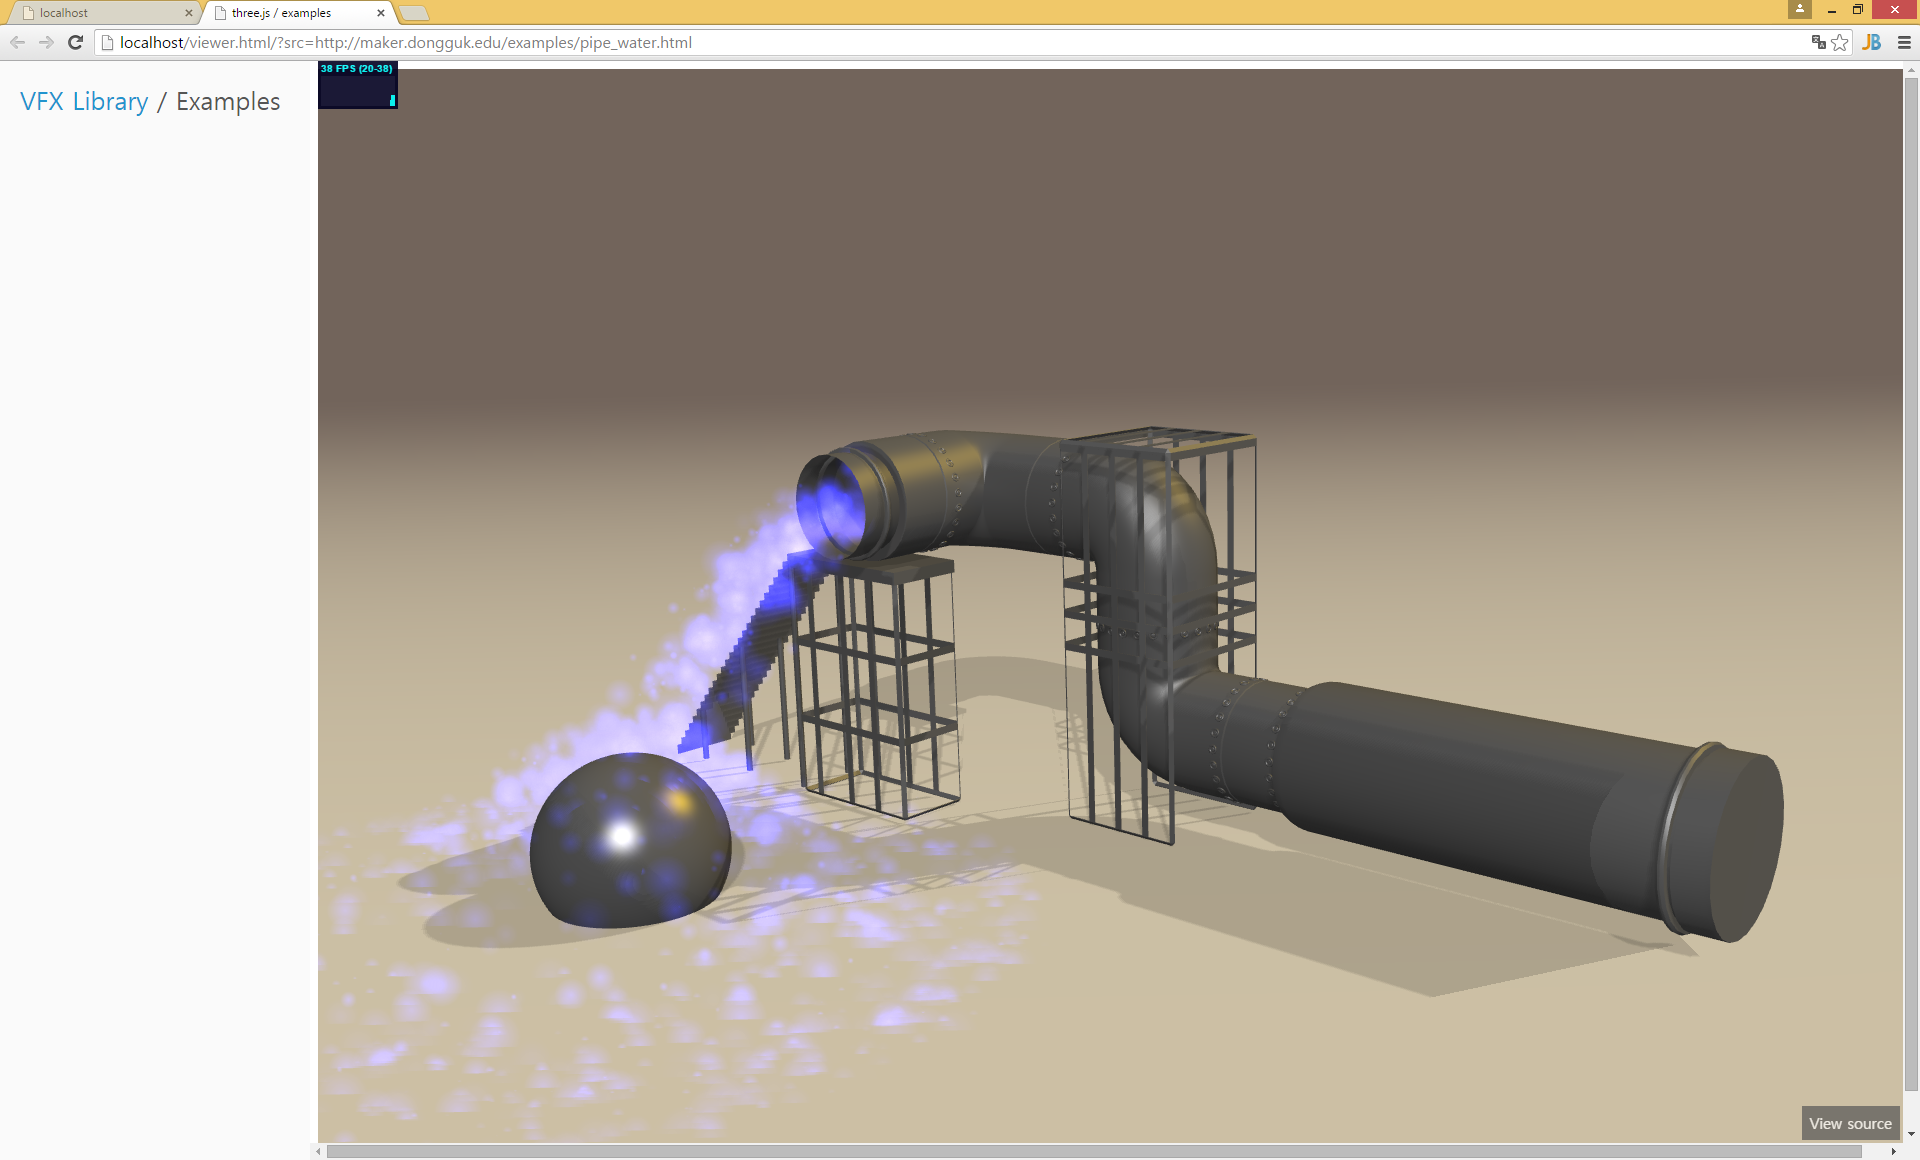 localhost
three.js / examples
localhost/viewer.html/?src=http://maker.dongguk.edu/examples/pipe_water.html
JB
38 FPS (20-38)
VFX Library / Examples
View source